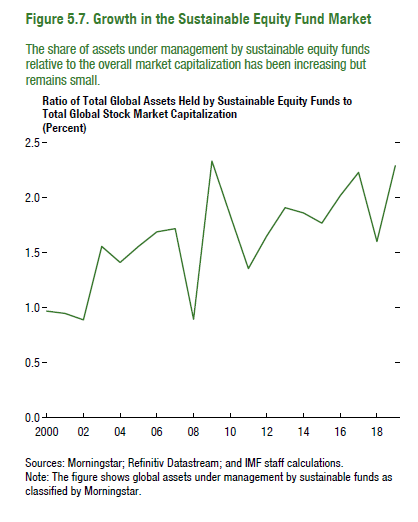 Figure 5.7. Growth in the Sustainable Equity Fund Market
The share of assets under management by sustainable equity funds
relative to the overall market capitalization has been increasing but
remains small.
Ratio of Total Global Assets Held by Sustainable Equity Funds to
Total Global Stock Market Capitalization
(Percent)
2.5
2.0
1.5
1.0
0.5
0.0
2000 02 04 06 08 10 12 14 16 18
Sources: Morningstar; Refinitiv Datastream; and IMF staff calculations.
Note: The figure shows global assets under management by sustainable funds as
classified by Morningstar.